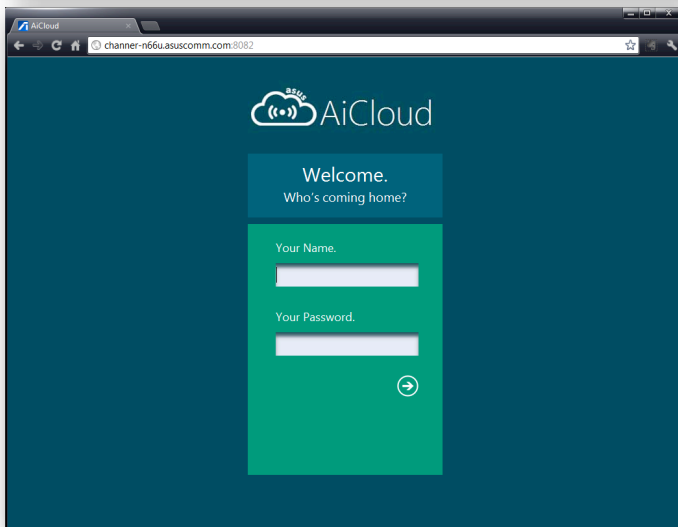 AiCloud
channer-n66u.asuscomm.com:8082
asus
AiCloud
Welcome.
Who's coming home?
Your Name.
Your Password.